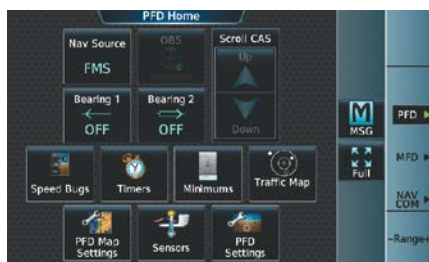 PFD Home
Nav Source
FMS
OBS
Scroll CAS
Up
Down
Bearing 1
OFF
Bearing 2
OFF
Speed Bugs
Timers
Minimums
Traffic Map
PFD Map
Settings
Sensors
PFD
Settings
MSG
Full
PFD
MFD
NAV
COM
-Range+